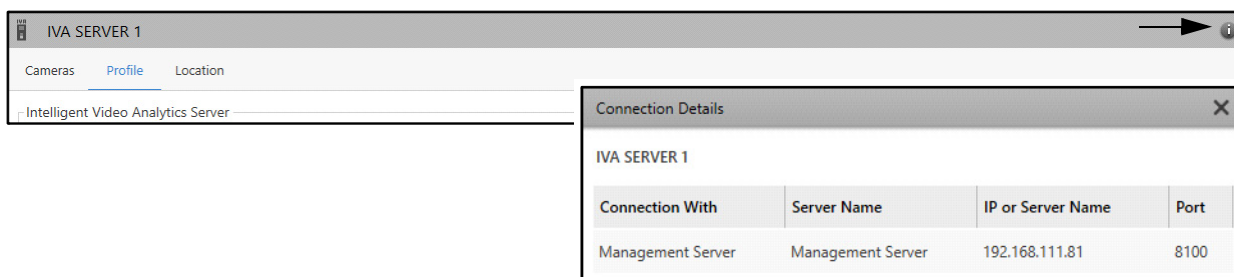 IVA SERVER 1
Cameras Profile Location
Intelligent Video Analytics Server
Connection Details
IVA SERVER 1
Connection With Server Name IP or Server Name Port
Management Server Management Server 192.168.111.81 8100